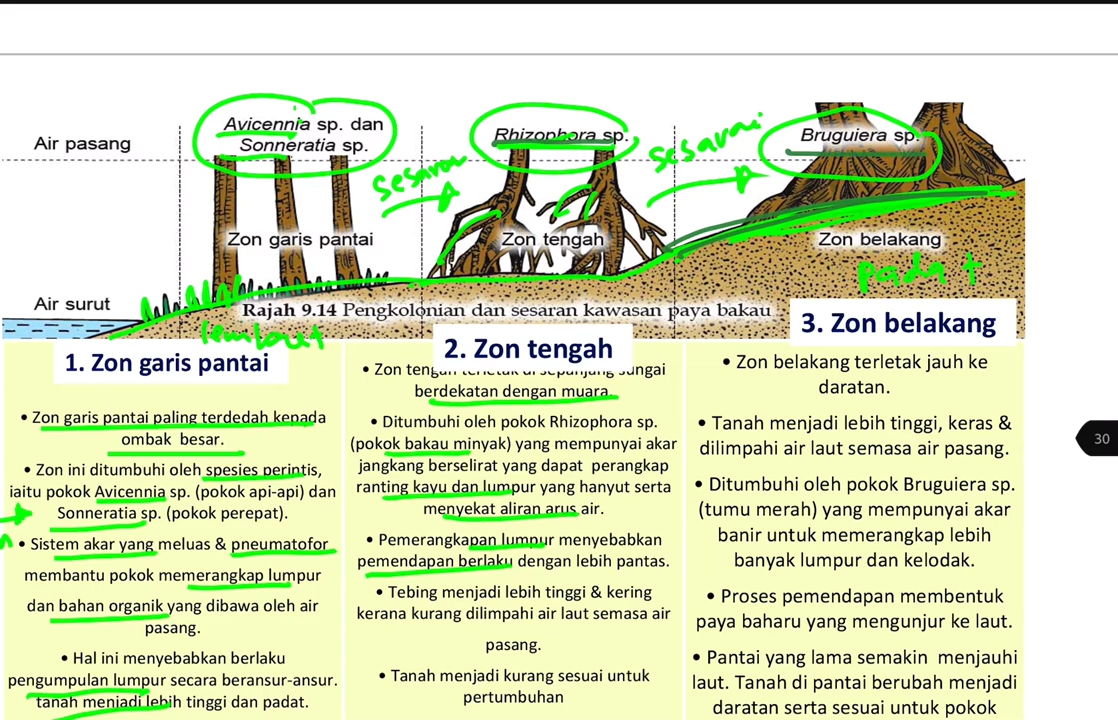 Avicennia sp. dan
Sonneratia sp.
Rhizophora sp.
Bruguiera sp.
Air pasang
sesaran
sesaran
Zon garis pantai
Zon tengah
Zon belakang
padat
Air surut
Rajah 9.14 Pengkolonian dan sesaran kawasan paya bakau
lembut
1. Zon garis pantai
• Zon garis pantai paling terdedah kepada
ombak besar.
• Zon ini ditumbuhi oleh spesies perintis,
iaitu pokok Avicennia sp. (pokok api-api) dan
Sonneratia sp. (pokok perepat).
• Sistem akar yang meluas & pneumatofor
membantu pokok memerangkap lumpur
dan bahan organik yang dibawa oleh air
pasang.
• Hal ini menyebabkan berlaku
pengumpulan lumpur secara beransur-ansur.
tanah menjadi lebih tinggi dan padat.
2. Zon tengah
• Zon tengah terletak di sepanjang sungai
berdekatan dengan muara.
• Ditumbuhi oleh pokok Rhizophora sp.
(pokok bakau minyak) yang mempunyai akar
jangkang berselirat yang dapat perangkap
ranting kayu dan lumpur yang hanyut serta
menyekat aliran arus air.
• Pemerangkapan lumpur menyebabkan
pemendapan berlaku dengan lebih pantas.
• Tebing menjadi lebih tinggi & kering
kerana kurang dilimpahi air laut semasa air
pasang.
• Tanah menjadi kurang sesuai untuk
pertumbuhan
3. Zon belakang
• Zon belakang terletak jauh ke
daratan.
• Tanah menjadi lebih tinggi, keras &
dilimpahi air laut semasa air pasang.
• Ditumbuhi oleh pokok Bruguiera sp.
(tumu merah) yang mempunyai akar
banir untuk memerangkap lebih
banyak lumpur dan kelodak.
• Proses pemendapan membentuk
paya baharu yang mengunjur ke laut.
• Pantai yang lama semakin menjauhi
laut. Tanah di pantai berubah menjadi
daratan serta sesuai untuk pokok
30